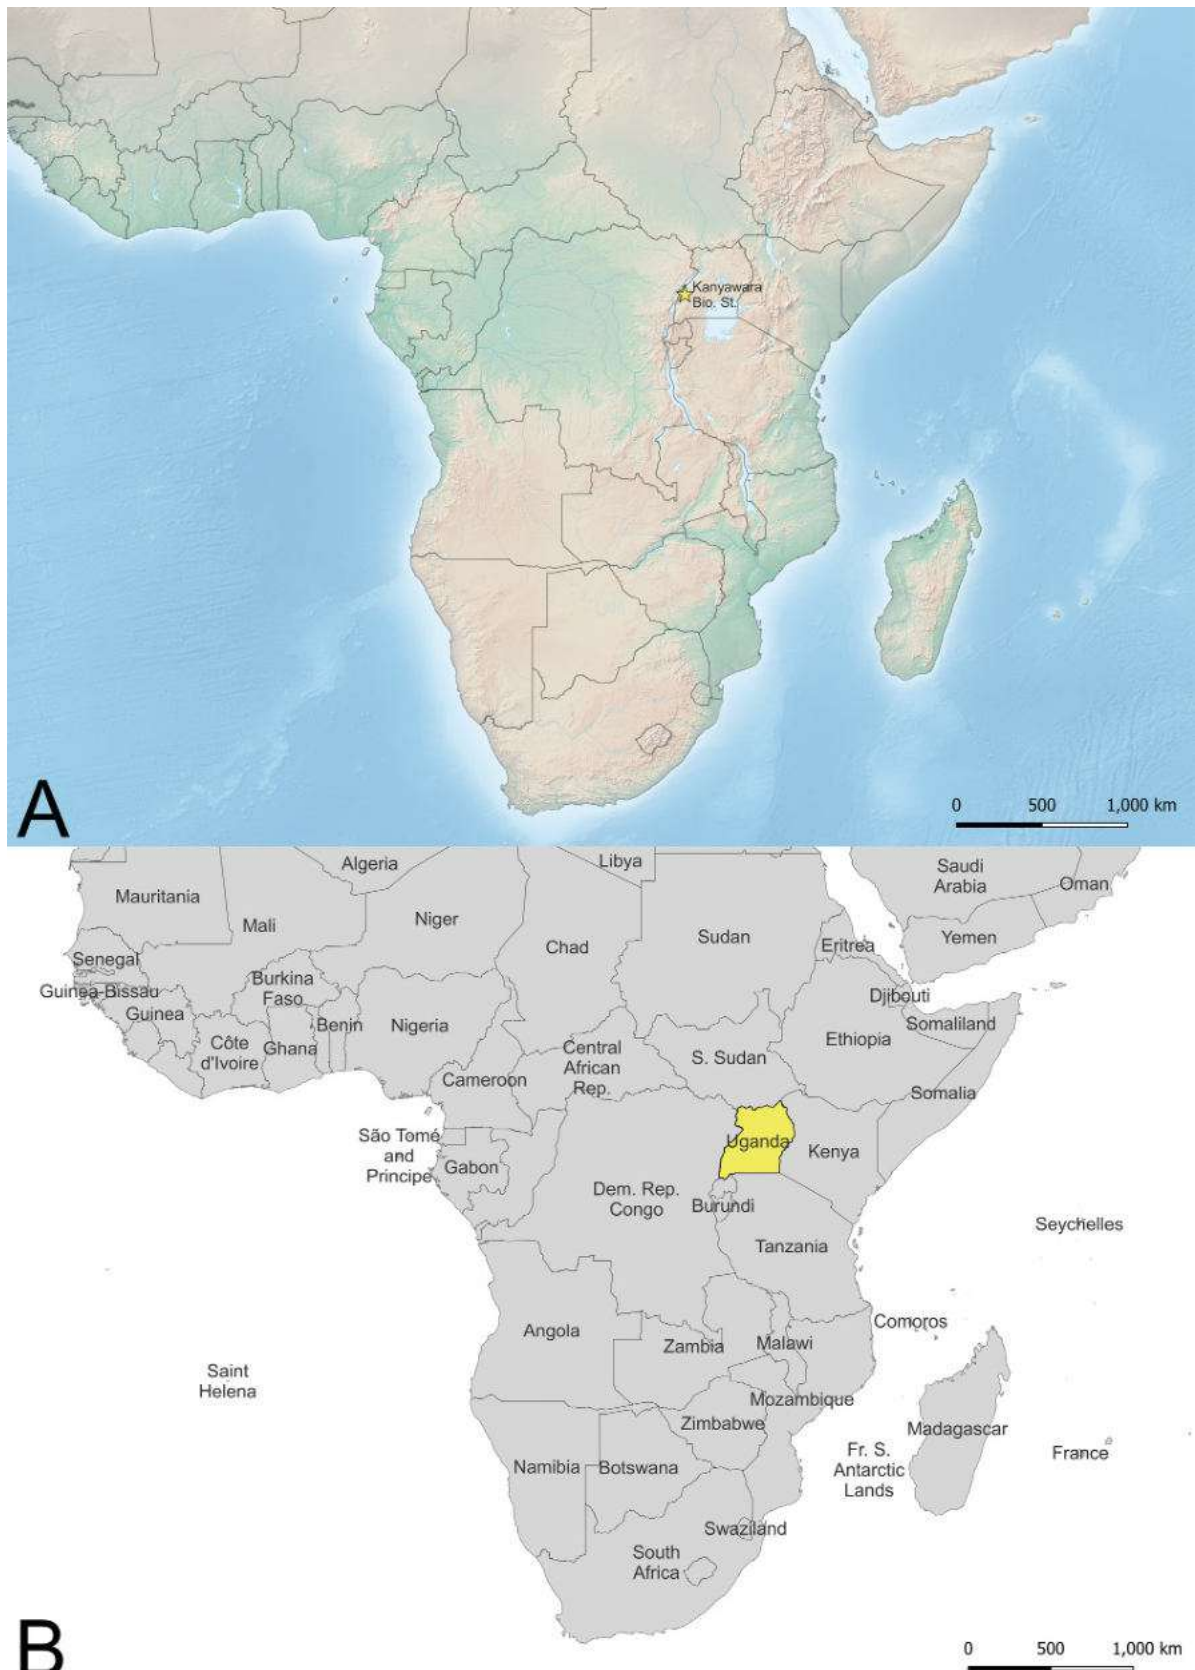 Kanyawara
Bio. St.
0 500 1,000 km
A
Algeria
Libya
Saudi
Arabia
Oman
Mauritania
Mali
Niger
Chad
Sudan
Eritrea
Yemen
Senegal
Guinea-Bissau
Guinea
Burkina
Faso
Benin
Nigeria
Djibouti
Somaliland
Côte
d'Ivoire
Ghana
Ethiopia
Central
African
Rep.
S. Sudan
Cameroon
Somalia
São Tomé
and
Principe
Gabon
Uganda
Kenya
Dem. Rep.
Congo
Burundi
Seychelles
Tanzania
Angola
Zambia
Malawi
Comoros
Saint
Helena
Mozambique
Zimbabwe
Madagascar
Fr. S.
Antarctic
Lands
France
Namibia
Botswana
Swaziland
South
Africa
B
0 500 1,000 km